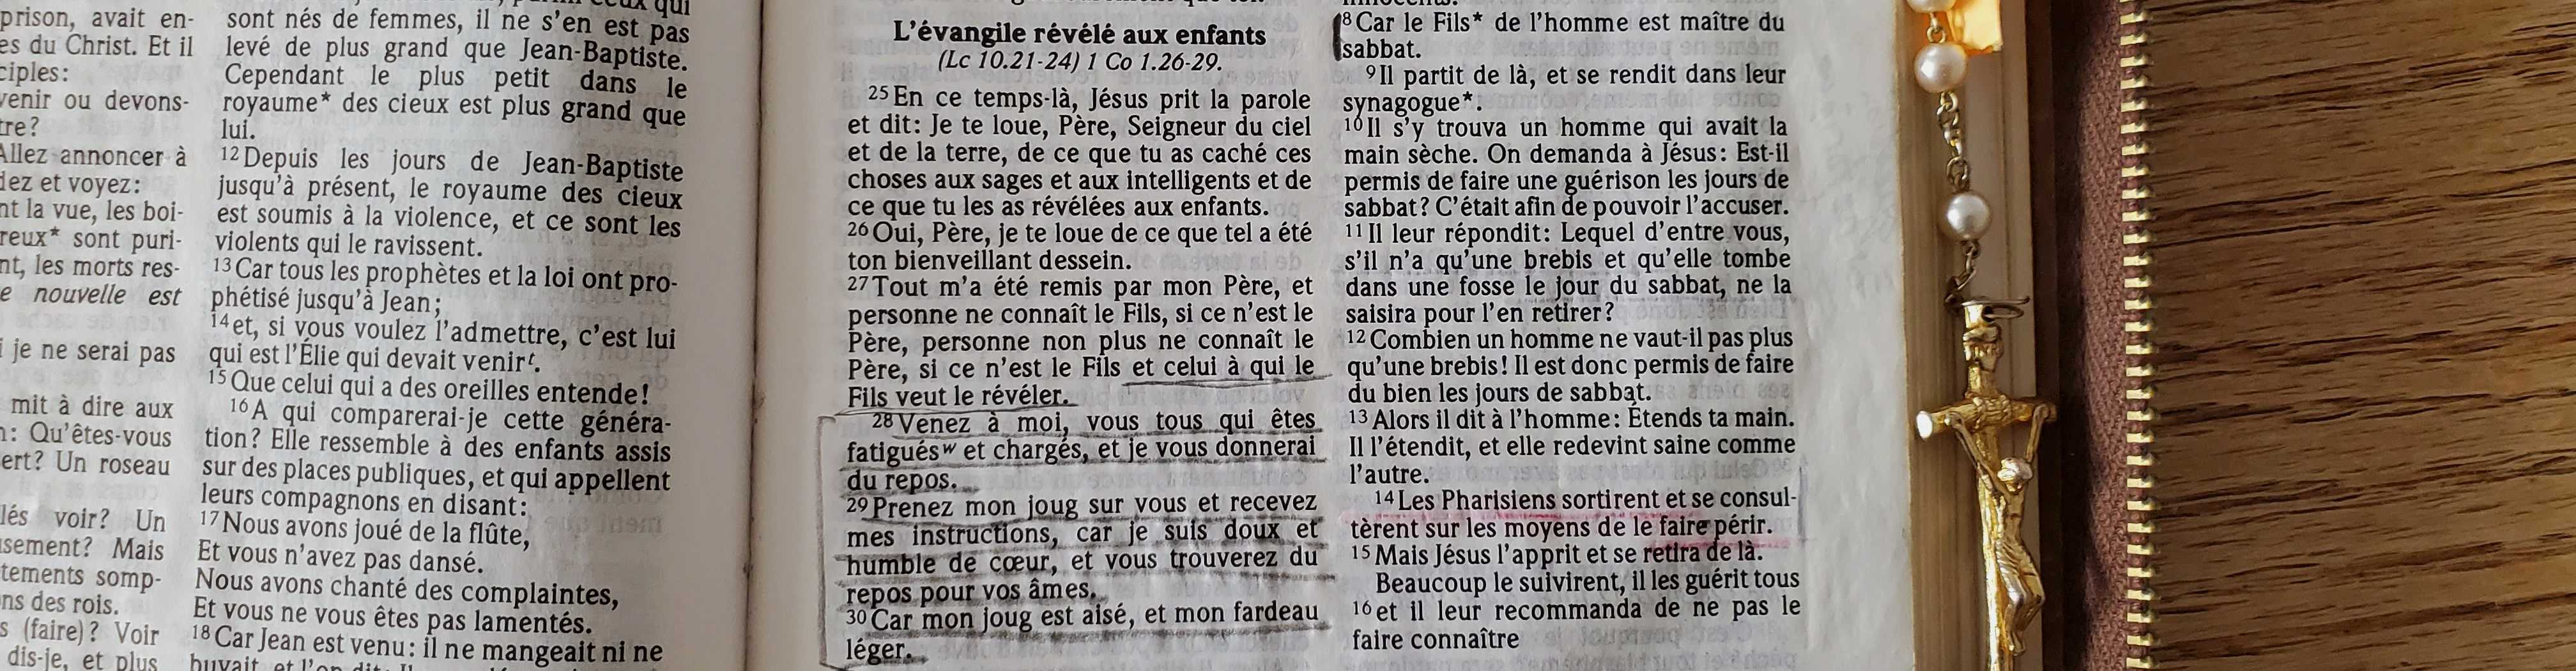 prison, avait en-
es du Christ. Et il
ciples:
venir ou devons-
tre?
Allez annoncer à
dez et voyez:
nt la vue, les boi-
reux* sont puri-
nt, les morts res-
e nouvelle est
i je ne serai pas
mit à dire aux
n: Qu'êtes-vous
ert? Un roseau
lés voir? Un
sement? Mais
tements somp-
ns des rois.
s (faire)? Voir
dis-je, et plus
qui
sont nés de femmes, il ne s'en est pas
levé de plus grand que Jean-Baptiste.
Cependant le plus petit dans le
royaume* des cieux est plus grand que
lui.
12 Depuis les jours de Jean-Baptiste
jusqu'à présent, le royaume des cieux
est soumis à la violence, et ce sont les
violents qui le ravissent.
13 Car tous les prophètes et la loi ont pro-
phétisé jusqu'à Jean;
14 et, si vous voulez l'admettre, c'est lui
qui est l'Élie qui devait venir t.
15 Que celui qui a des oreilles entende!
16 A qui comparerai-je cette généra-
tion? Elle ressemble à des enfants assis
sur des places publiques, et qui appellent
leurs compagnons en disant:
17 Nous avons joué de la flûte,
Et vous n'avez pas dansé.
Nous avons chanté des complaintes,
Et vous ne vous êtes pas lamentés.
18 Car Jean est venu: il ne mangeait ni ne
buvait, et l'on dit:
L'évangile révélé aux enfants
(Lc 10.21-24) 1 Co 1.26-29.
25 En ce temps-là, Jésus prit la parole
et dit: Je te loue, Père, Seigneur du ciel
et de la terre, de ce que tu as caché ces
choses aux sages et aux intelligents et de
ce que tu les as révélées aux enfants.
26 Oui, Père, je te loue de ce que tel a été
ton bienveillant dessein.
27 Tout m'a été remis par mon Père, et
personne ne connaît le Fils, si ce n'est le
Père, personne non plus ne connaît le
Père, si ce n'est le Fils et celui à qui le
Fils veut le révéler.
28 Venez à moi, vous tous qui êtes
fatigués w et chargés, et je vous donnerai
du repos.
29 Prenez mon joug sur vous et recevez
mes instructions, car je suis doux et
humble de cœur, et vous trouverez du
repos pour vos âmes.
30 Car mon joug est aisé, et mon fardeau
léger.
8 Car le Fils* de l'homme est maître du
sabbat.
9 Il partit de là, et se rendit dans leur
synagogue*.
10 Il s'y trouva un homme qui avait la
main sèche. On demanda à Jésus: Est-il
permis de faire une guérison les jours de
sabbat? C'était afin de pouvoir l'accuser.
11 Il leur répondit: Lequel d'entre vous,
s'il n'a qu'une brebis et qu'elle tombe
dans une fosse le jour du sabbat, ne la
saisira pour l'en retirer?
12 Combien un homme ne vaut-il pas plus
qu'une brebis! Il est donc permis de faire
du bien les jours de sabbat.
13 Alors il dit à l'homme: Étends ta main.
Il l'étendit, et elle redevint saine comme
l'autre.
14 Les Pharisiens sortirent et se consul-
tèrent sur les moyens de le faire périr.
15 Mais Jésus l'apprit et se retira de là.
Beaucoup le suivirent, il les guérit tous
16 et il leur recommanda de ne pas le
faire connaître